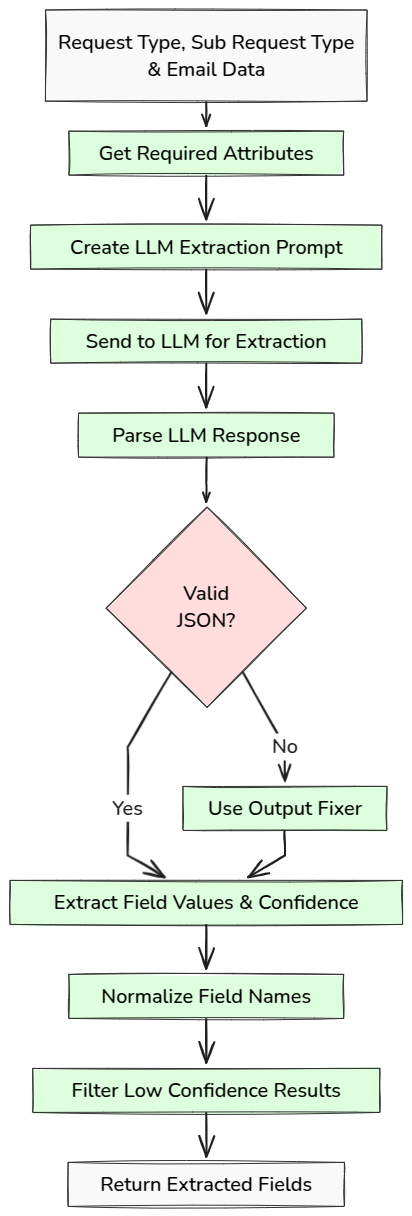 Request Type, Sub Request Type
& Email Data
Get Required Attributes
Create LLM Extraction Prompt
Send to LLM for Extraction
Parse LLM Response
Valid
JSON?
No
Yes
Use Output Fixer
Extract Field Values & Confidence
Normalize Field Names
Filter Low Confidence Results
Return Extracted Fields